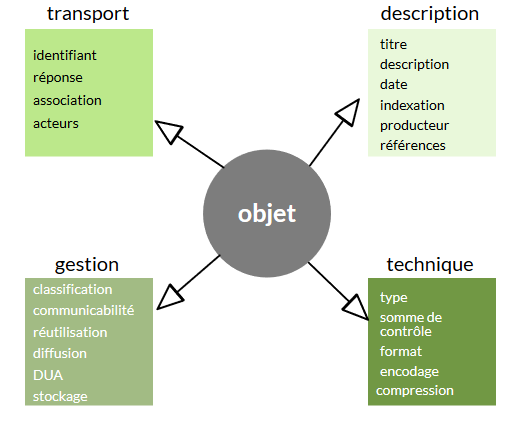 transport
identifiant
réponse
association
acteurs
description
titre
description
date
indexation
producteur
références
objet
gestion
classification
communicabilité
réutilisation
diffusion
DUA
stockage
technique
type
somme de
contrôle
format
encodage
compression